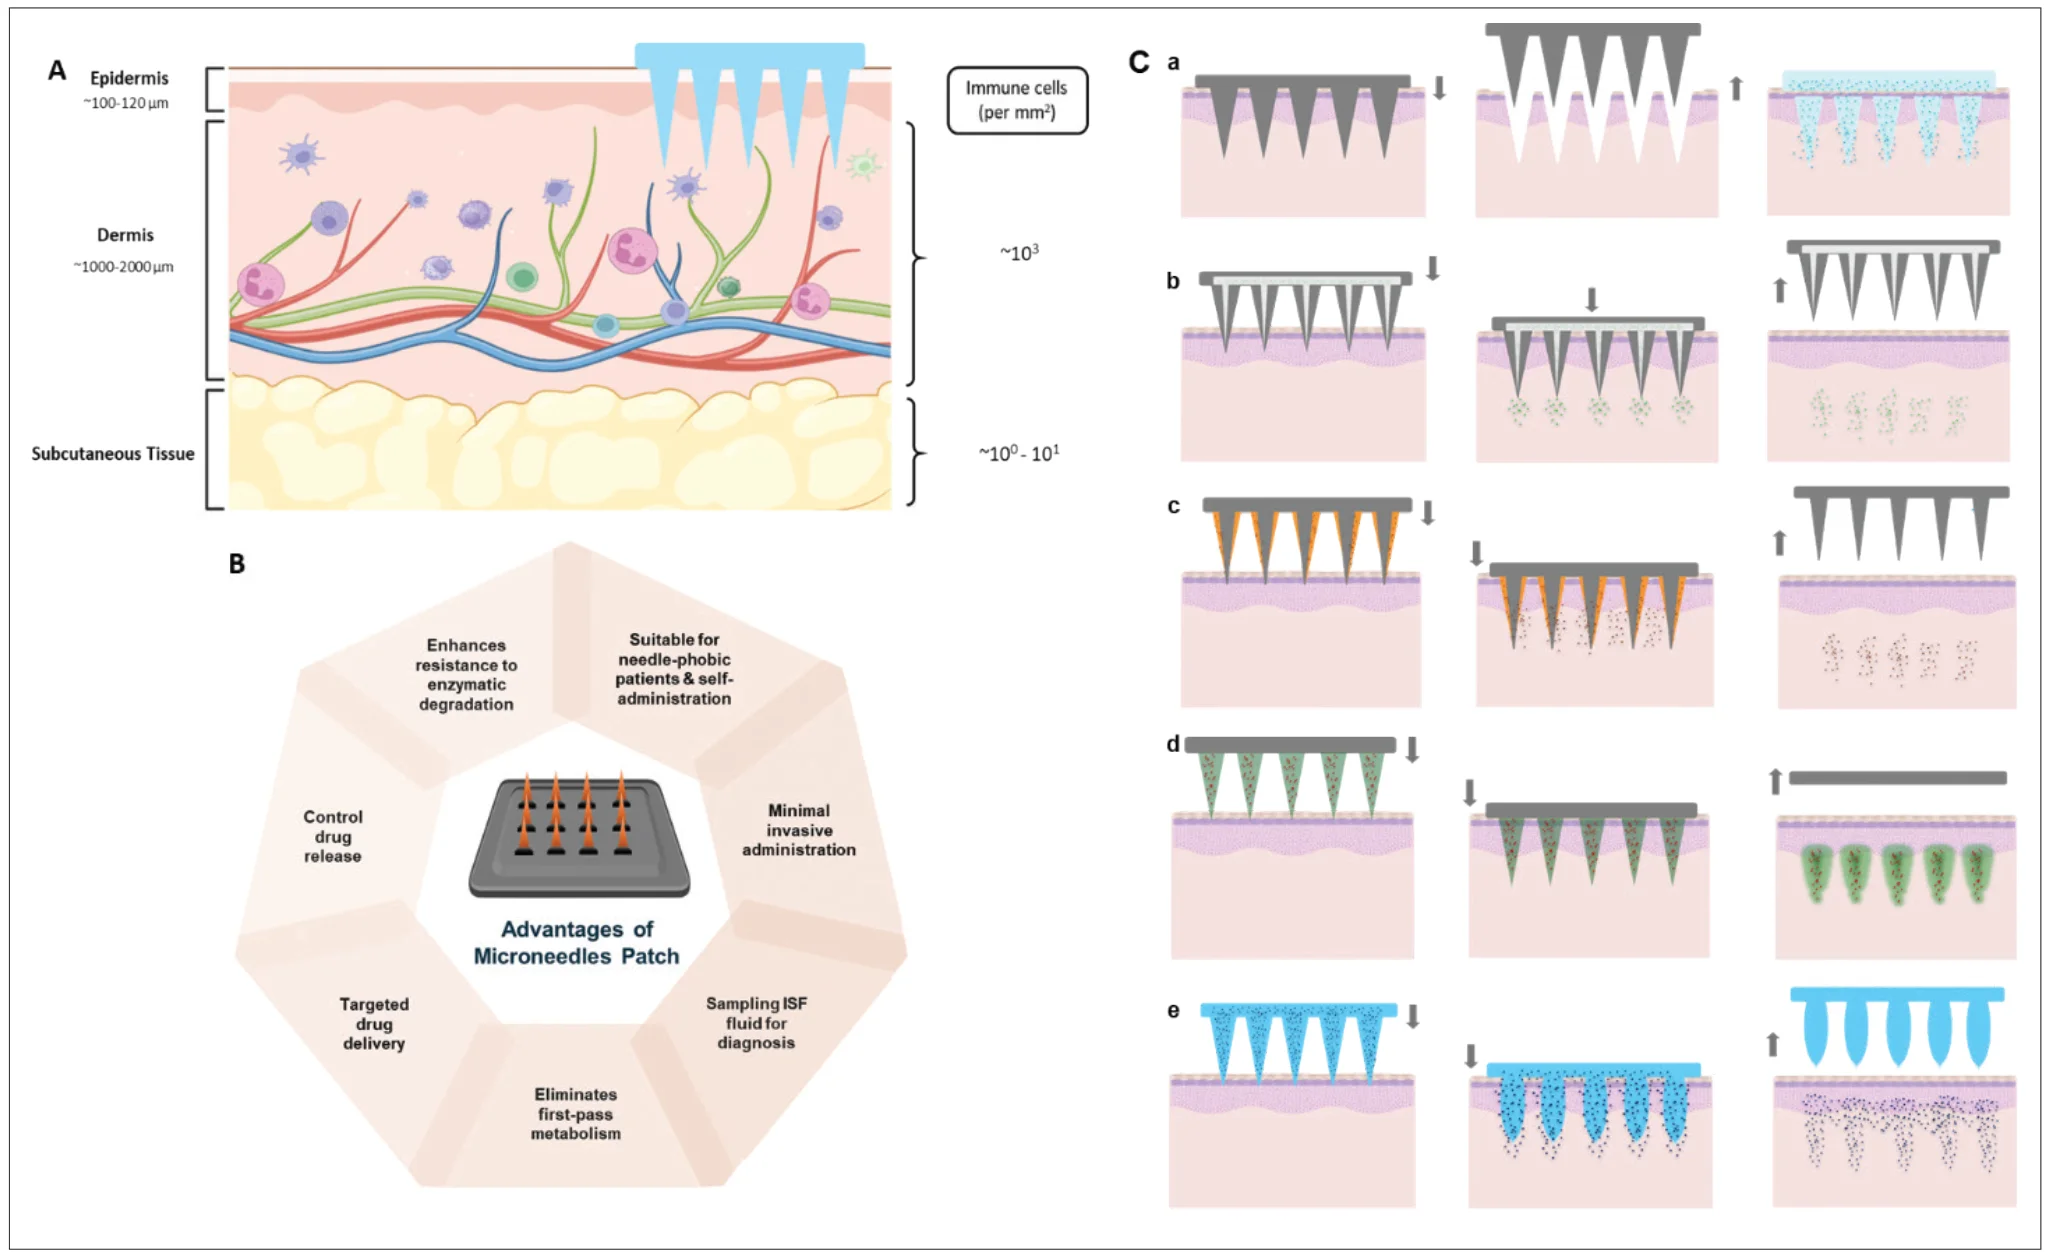 A
Epidermis
~100-120 µm
Dermis
~1000-2000 µm
Subcutaneous Tissue
Immune cells
(per mm²)
~10³
~10⁰ - 10¹
B
Enhances
resistance to
enzymatic
degradation
Suitable for
needle-phobic
patients & self-
administration
Control
drug
release
Minimal
invasive
administration
Advantages of
Microneedles Patch
Targeted
drug
delivery
Sampling ISF
fluid for
diagnosis
Eliminates
first-pass
metabolism
C
a
b
c
d
e